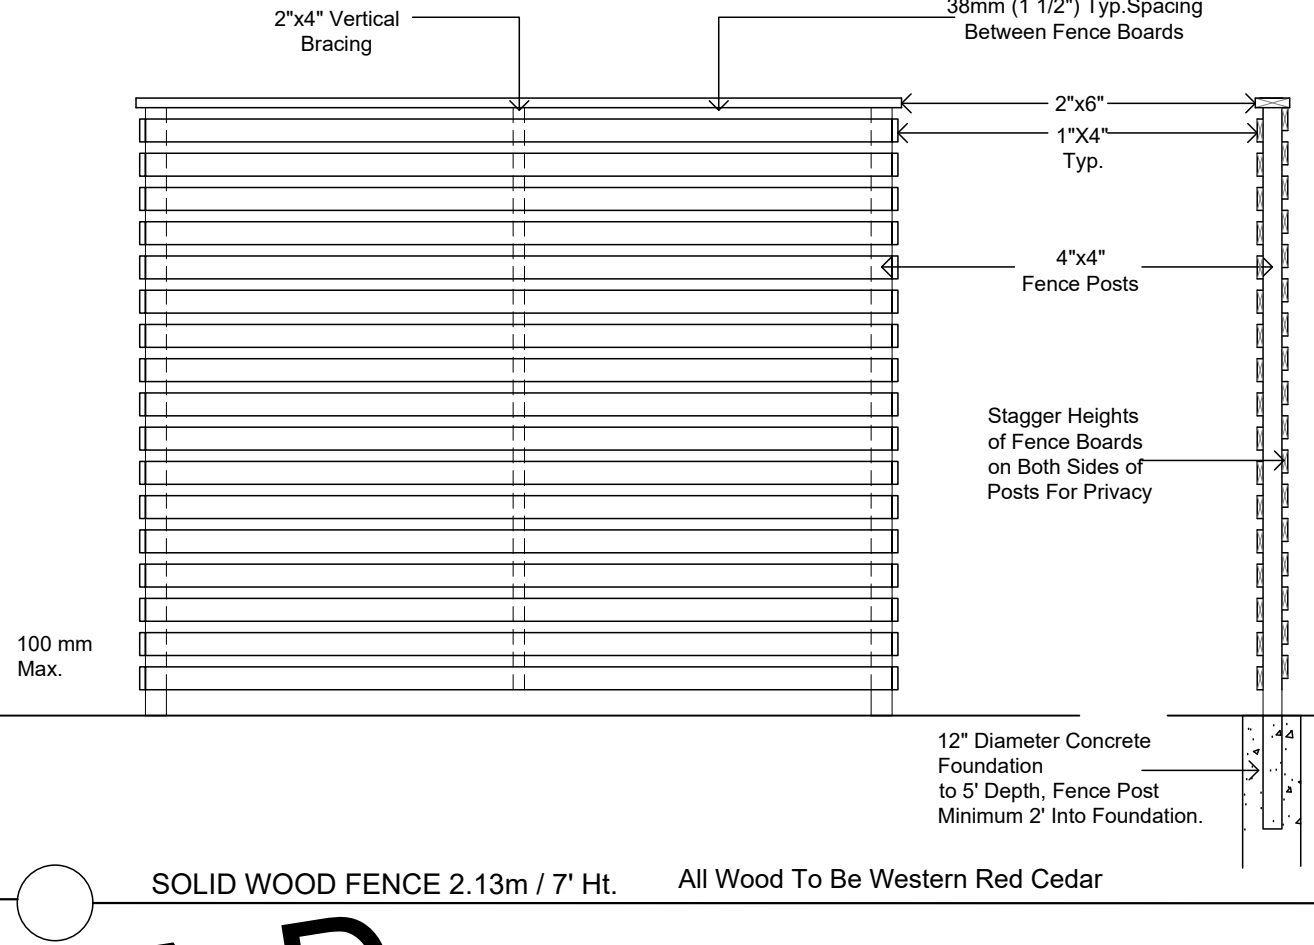 2"x4" Vertical
Bracing
38mm (1 1/2") Typ.Spacing
Between Fence Boards
2"x6"
1"X4"
Typ.
4"x4"
Fence Posts
Stagger Heights
of Fence Boards
on Both Sides of
Posts For Privacy
100 mm
Max.
12" Diameter Concrete
Foundation
to 5' Depth, Fence Post
Minimum 2' Into Foundation.
SOLID WOOD FENCE 2.13m / 7' Ht.
All Wood To Be Western Red Cedar